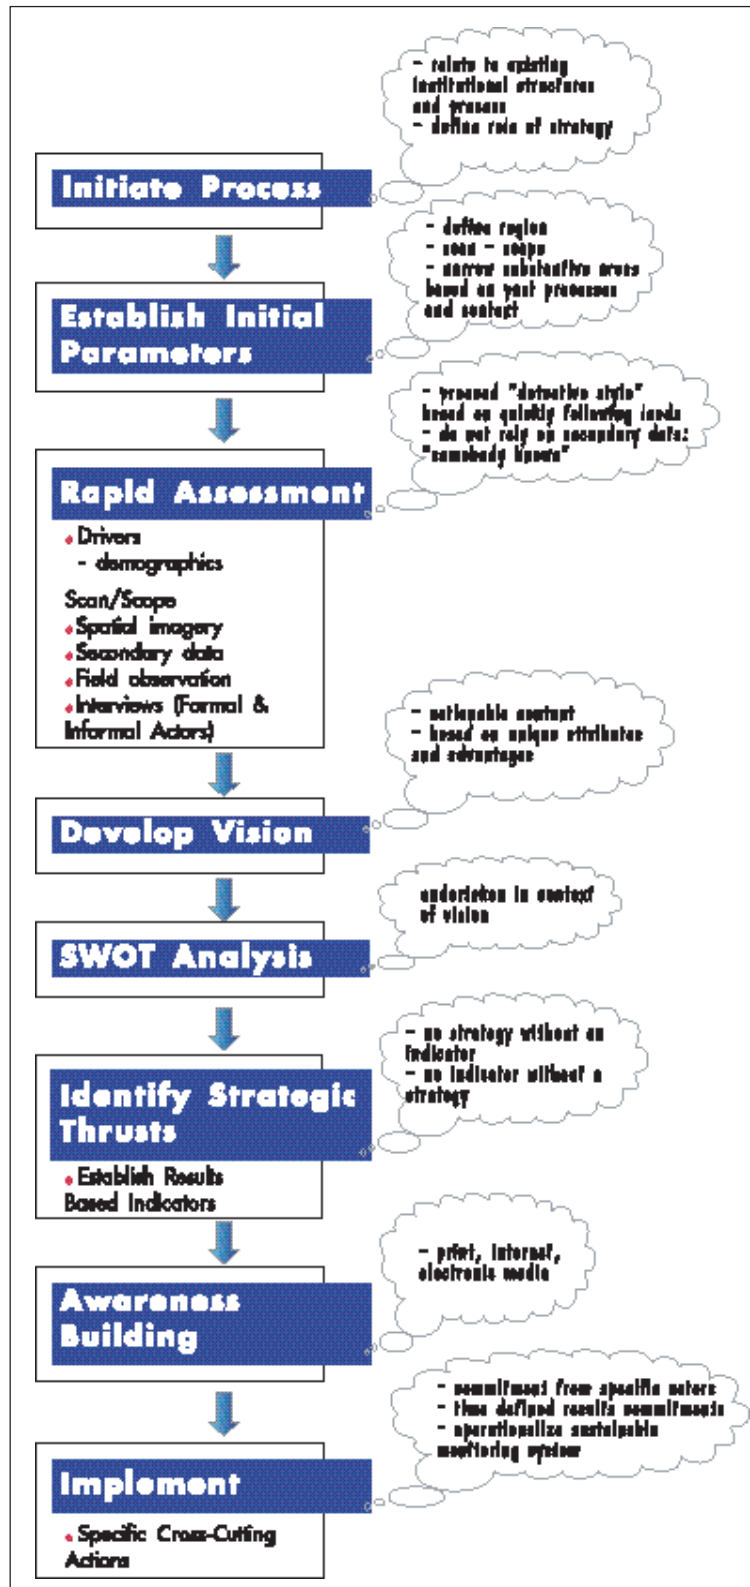 - relate to existing
institutional structures
and process
- define role of strategy
Initiate Process
- define region
- scan - scope
- narrow substantive areas
based on past processes
and context
Establish Initial
Parameters
- proceed "detective style"
based on quickly following leads
- do not rely on secondary data:
"somebody knows"
Rapid Assessment
• Drivers
- demographics
Scan/Scope
• Spatial imagery
• Secondary data
• Field observation
• Interviews (Formal &
Informal Actors)
- actionable content
- based on unique attributes
and advantages
Develop Vision
undertaken in context
of vision
SWOT Analysis
- no strategy without an
indicator
- no indicator without a
strategy
Identify Strategic
Thrusts
• Establish Results
Based Indicators
- print, internet,
electronic media
Awareness
Building
- commitment from specific actors
- time defined results commitments
- operationalize sustainable
monitoring system
Implement
• Specific Cross-Cutting
Actions